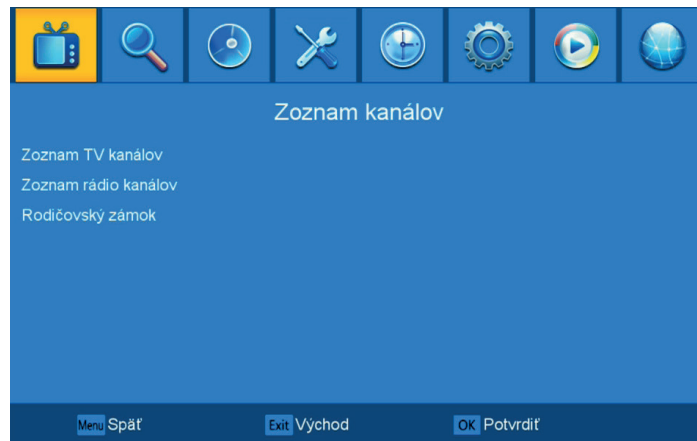 Zoznam kanálov
Zoznam TV kanálov
Zoznam rádio kanálov
Rodičovský zámok
Menu Späť Exit Východ OK Potvrdiť